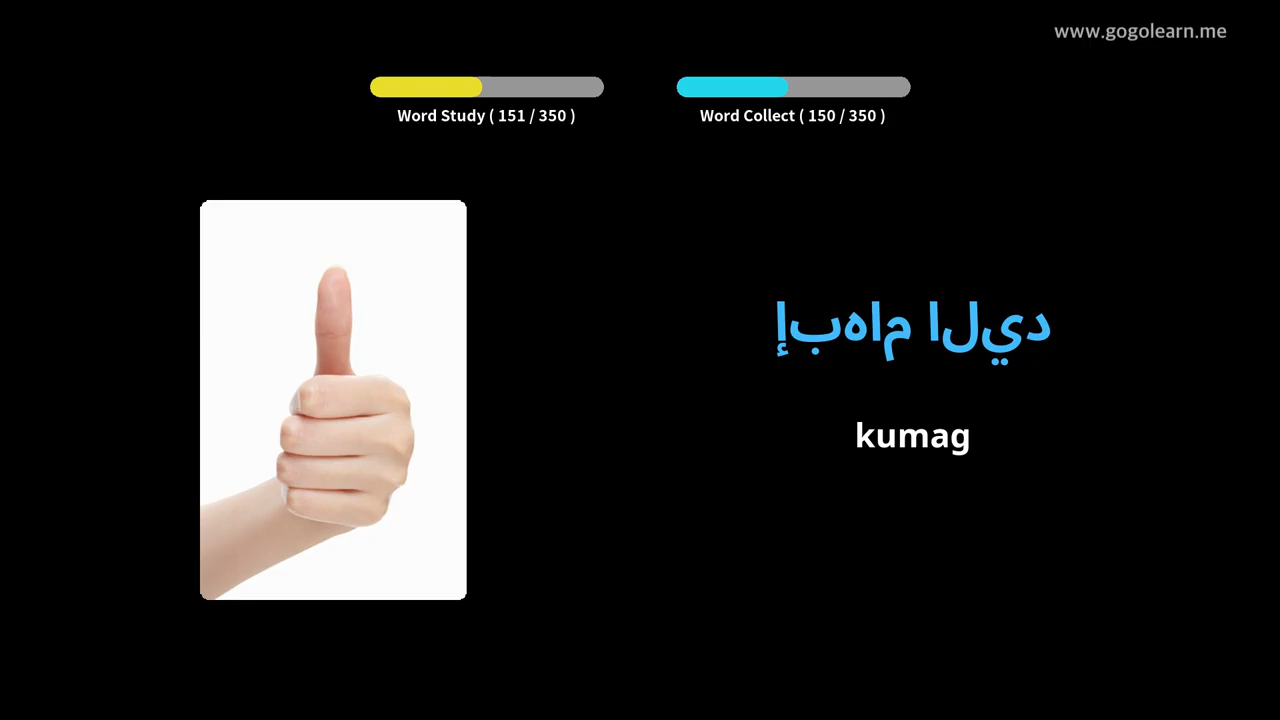 www.gogolearn.me
Word Study ( 151 / 350 )
Word Collect ( 150 / 350 )
إبهام اليد
kumag